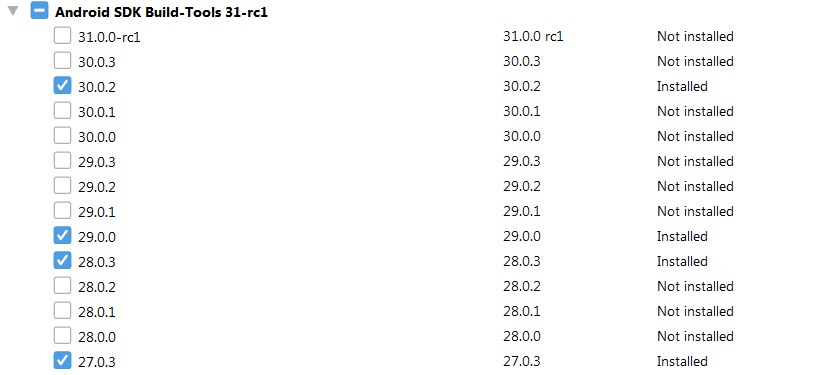 Android SDK Build-Tools 31-rc1
31.0.0-rc1 31.0.0 rc1 Not installed
30.0.3 30.0.3 Not installed
30.0.2 30.0.2 Installed
30.0.1 30.0.1 Not installed
30.0.0 30.0.0 Not installed
29.0.3 29.0.3 Not installed
29.0.2 29.0.2 Not installed
29.0.1 29.0.1 Not installed
29.0.0 29.0.0 Installed
28.0.3 28.0.3 Installed
28.0.2 28.0.2 Not installed
28.0.1 28.0.1 Not installed
28.0.0 28.0.0 Not installed
27.0.3 27.0.3 Installed